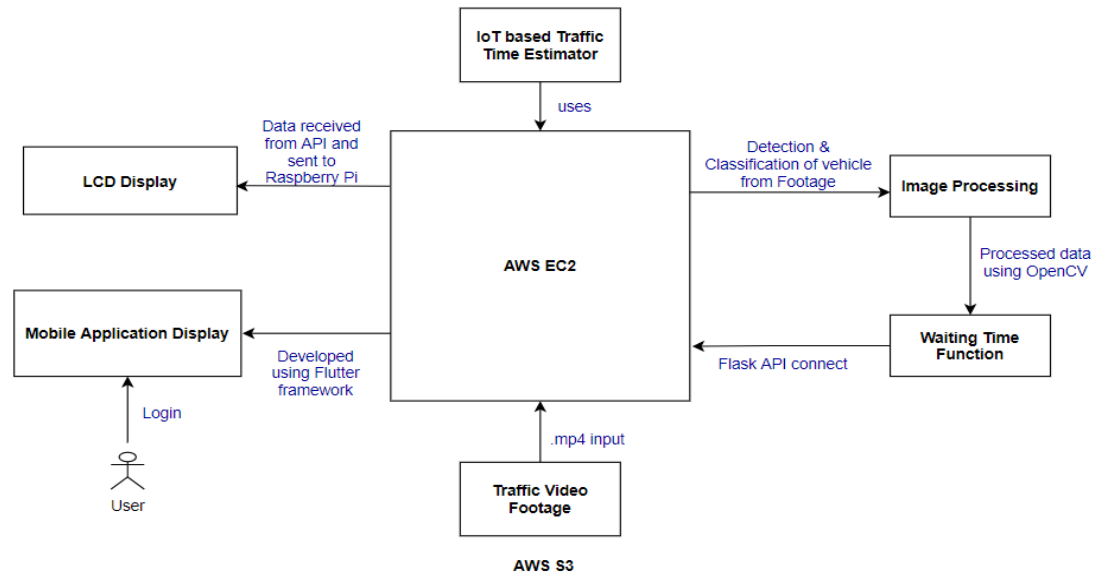 IoT based Traffic
Time Estimator
uses
Data received
from API and
sent to
Raspberry Pi
LCD Display
Detection &
Classification of vehicle
from Footage
Image Processing
AWS EC2
Processed data
using OpenCV
Mobile Application Display
Waiting Time
Function
Developed
using Flutter
framework
Flask API connect
Login
.mp4 input
User
Traffic Video
Footage
AWS S3